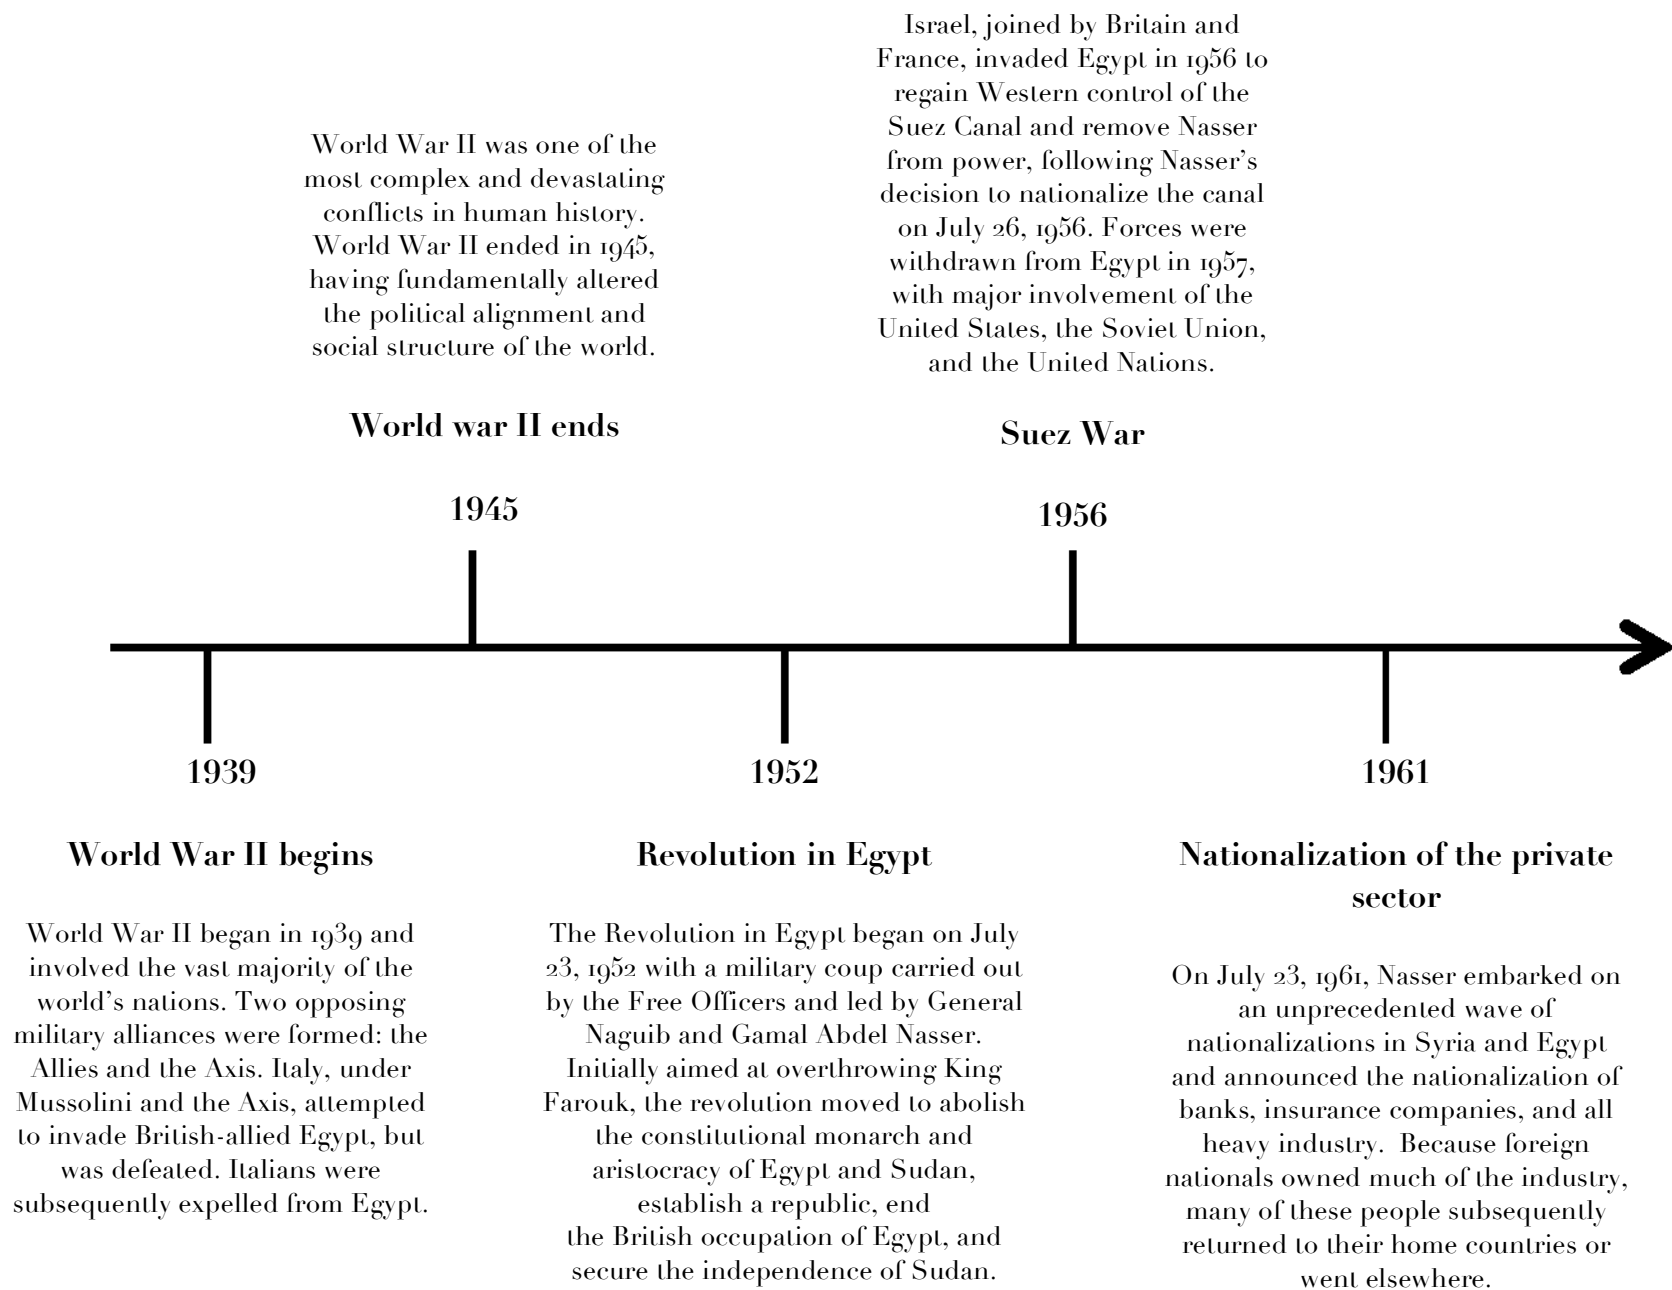 Israel, joined by Britain and
France, invaded Egypt in 1956 to
regain Western control of the
Suez Canal and remove Nasser
from power, following Nasser’s
decision to nationalize the canal
on July 26, 1956. Forces were
withdrawn from Egypt in 1957,
with major involvement of the
United States, the Soviet Union,
and the United Nations.
World War II was one of the
most complex and devastating
conflicts in human history.
World War II ended in 1945,
having fundamentally altered
the political alignment and
social structure of the world.
World war II ends
Suez War
1945
1956
1939
1952
1961
World War II begins
World War II began in 1939 and
involved the vast majority of the
world’s nations. Two opposing
military alliances were formed: the
Allies and the Axis. Italy, under
Mussolini and the Axis, attempted
to invade British-allied Egypt, but
was defeated. Italians were
subsequently expelled from Egypt.
Revolution in Egypt
The Revolution in Egypt began on July
23, 1952 with a military coup carried out
by the Free Officers and led by General
Naguib and Gamal Abdel Nasser.
Initially aimed at overthrowing King
Farouk, the revolution moved to abolish
the constitutional monarch and
aristocracy of Egypt and Sudan,
establish a republic, end
the British occupation of Egypt, and
secure the independence of Sudan.
Nationalization of the private
sector
On July 23, 1961, Nasser embarked on
an unprecedented wave of
nationalizations in Syria and Egypt
and announced the nationalization of
banks, insurance companies, and all
heavy industry. Because foreign
nationals owned much of the industry,
many of these people subsequently
returned to their home countries or
went elsewhere.